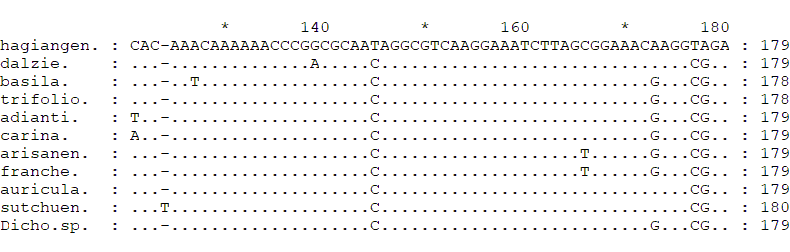 * 140 * 160 * 180
hagiangen. : CAC-AAACAAAAAACCCGGCGCAATAGGCGTCAAGGAAATCTTAGCGGAAACAAGGTAGA : 179
dalzie. : ...-..............A.....C...............................CG.. : 179
basila. : ...-..T.................C...........................G...CG.. : 178
trifolio. : ...-....................C...........................G...CG.. : 178
adianti. : T..-....................C...........................G...CG.. : 179
carina. : A..-....................C...........................G...CG.. : 179
arisanen. : ...-....................C....................T......G...CG.. : 179
franche. : ...-....................C....................T......G...CG.. : 179
auricula. : ...-....................C...............................CG.. : 179
sutchuen. : ...T....................C...............................CG.. : 180
Dicho.sp. : ...-....................C...........................G...CG.. : 179